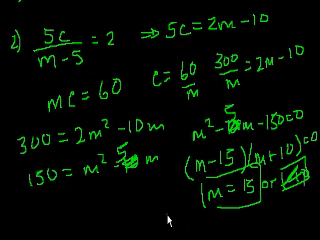 2) 5c/(m-5) = 2 ⟹ 5c = 2m - 10
mc = 60
c = 60/m
300/m = 2m - 10
300 = 2m² - 10m
150 = m² - 5m
m² - 5m - 150 = 0
(m - 15)(m + 10) = 0
m = 15 or